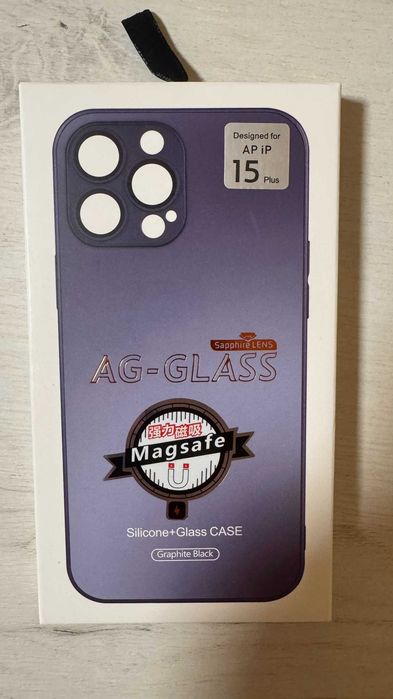 Designed for
AP iP
15 Plus
Sapphire LENS
AG-GLASS
强力磁吸
Magsafe
Silicone+Glass CASE
Graphite Black